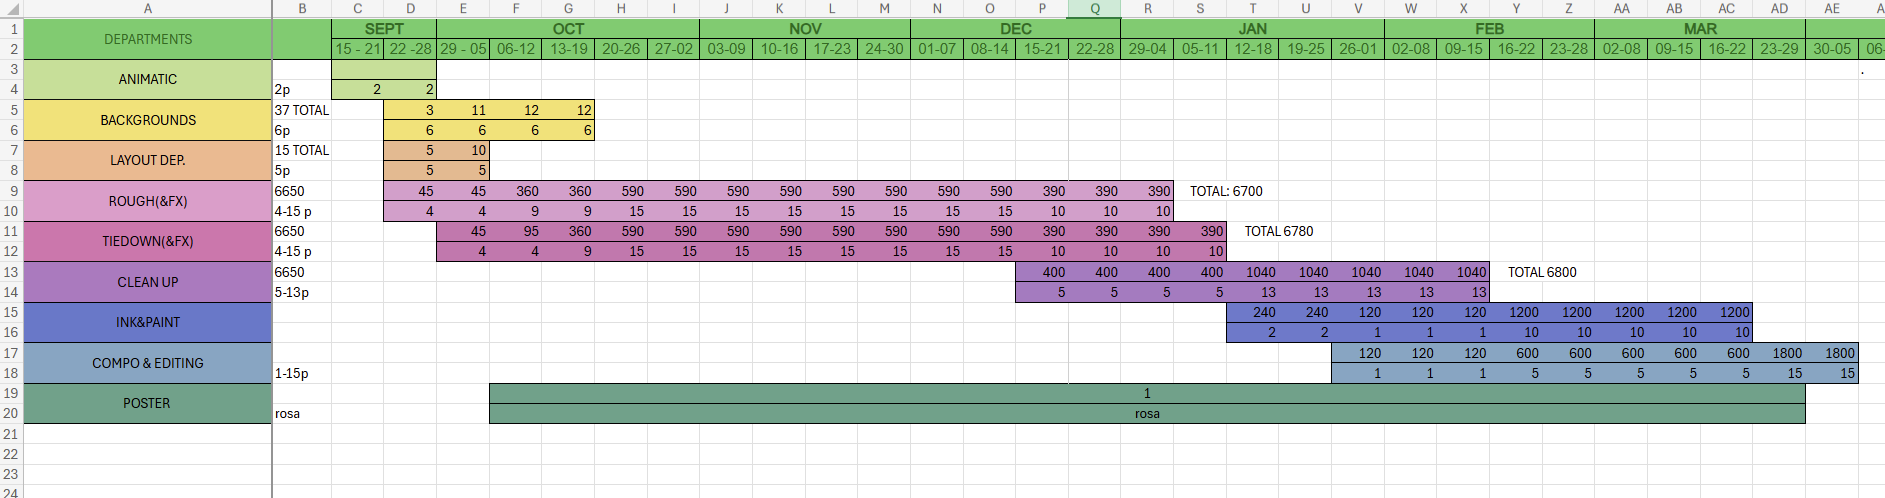 A B C D E F G H I J K L M N O P Q R S T U V W X Y Z AA AB AC AD AE
1 DEPARTMENTS SEPT OCT NOV DEC JAN FEB MAR
2 15 - 21 22 -28 29 - 05 06-12 13-19 20-26 27-02 03-09 10-16 17-23 24-30 01-07 08-14 15-21 22-28 29-04 05-11 12-18 19-25 26-01 02-08 09-15 16-22 23-28 02-08 09-15 16-22 23-29 30-05 06-
3 ANIMATIC .
4 2p 2 2
5 BACKGROUNDS 37 TOTAL 3 11 12 12
6 6p 6 6 6 6
7 LAYOUT DEP. 15 TOTAL 5 10
8 5p 5 5
9 ROUGH(&FX) 6650 45 45 360 360 590 590 590 590 590 590 590 590 390 390 390 TOTAL: 6700
10 4-15 p 4 4 9 9 15 15 15 15 15 15 15 15 10 10 10
11 TIEDOWN(&FX) 6650 45 95 360 590 590 590 590 590 590 590 590 390 390 390 390 TOTAL 6780
12 4-15 p 4 4 9 15 15 15 15 15 15 15 15 10 10 10 10
13 CLEAN UP 6650 400 400 400 400 1040 1040 1040 1040 1040 TOTAL 6800
14 5-13p 5 5 5 5 13 13 13 13 13
15 INK&PAINT 240 240 120 120 120 1200 1200 1200 1200 1200
16 2 2 1 1 1 10 10 10 10 10
17 COMPO & EDITING 120 120 120 600 600 600 600 600 1800 1800
18 1-15p 1 1 1 5 5 5 5 5 15 15
19 POSTER 1
20 rosa rosa
21
22
23
24